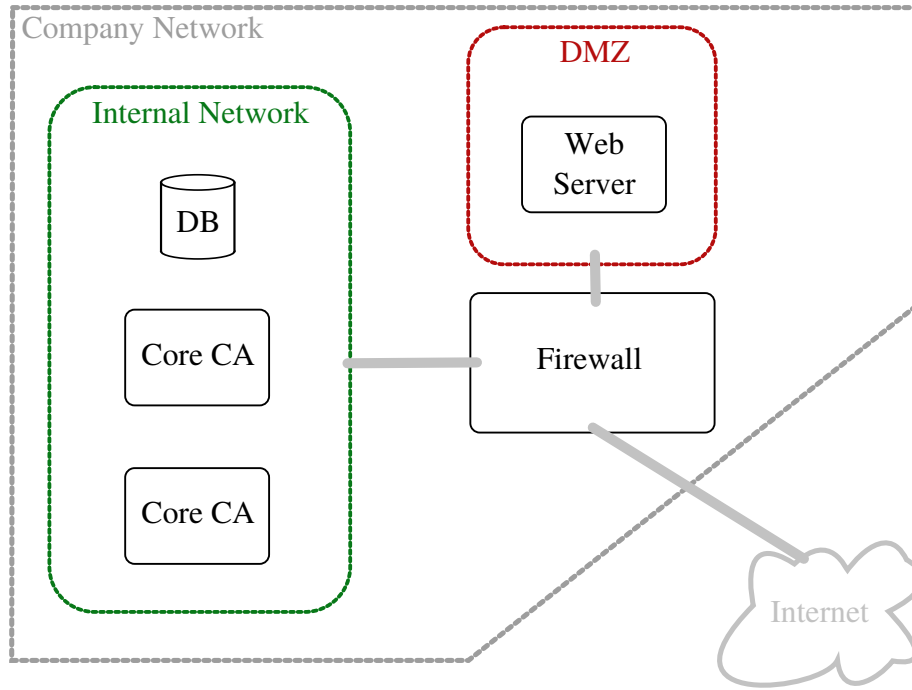 Company Network
DMZ
Internal Network
Web
Server
DB
Core CA
Firewall
Core CA
Internet